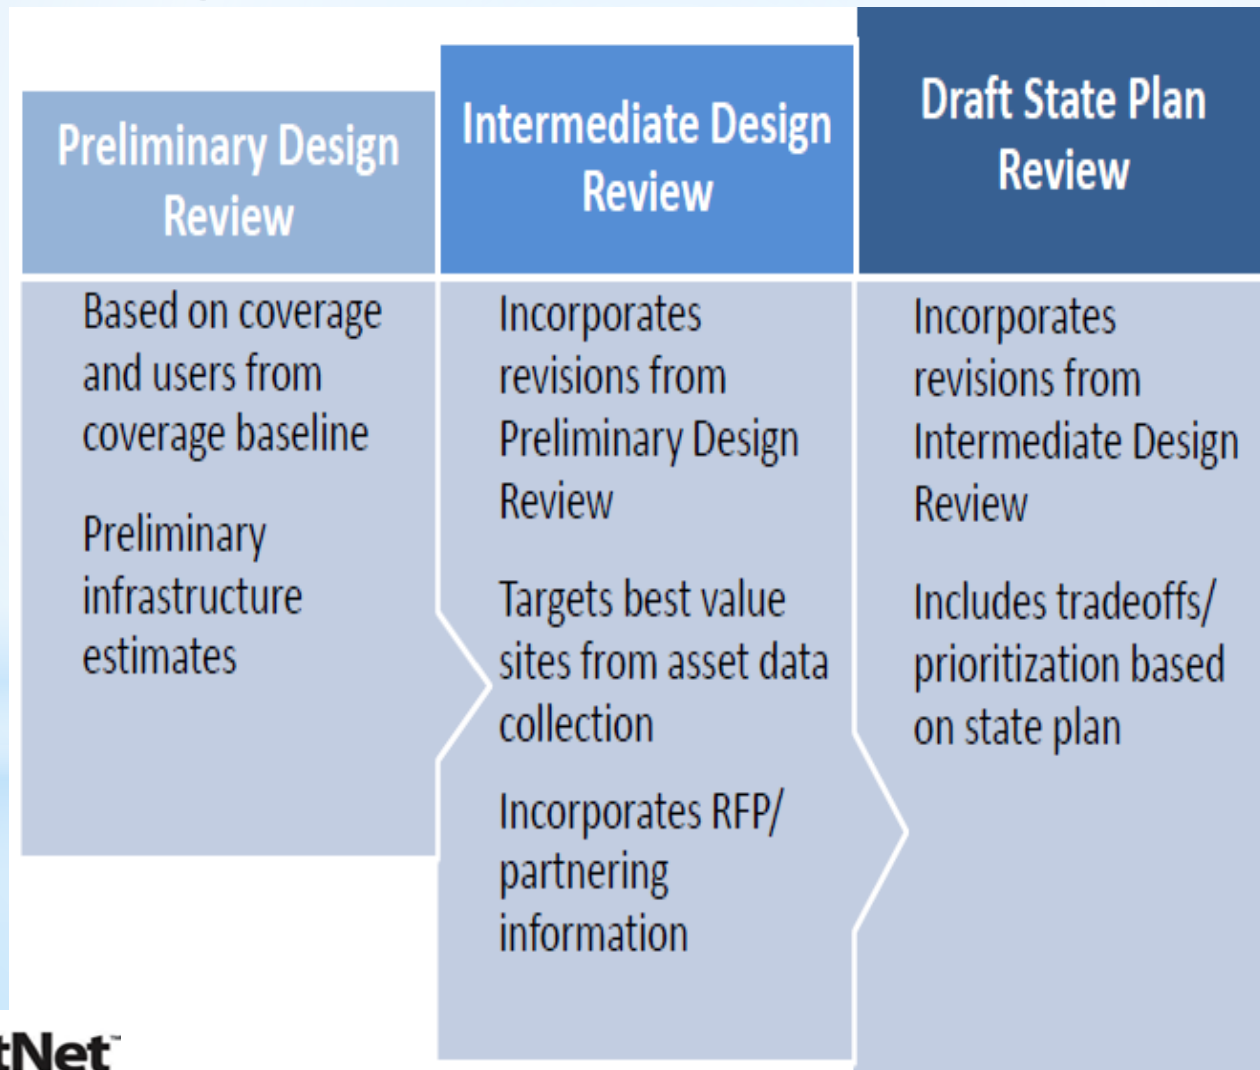 Preliminary Design
Review
Based on coverage
and users from
coverage baseline
Preliminary
infrastructure
estimates
Intermediate Design
Review
Incorporates
revisions from
Preliminary Design
Review
Targets best value
sites from asset data
collection
Incorporates RFP/
partnering
information
Draft State Plan
Review
Incorporates
revisions from
Intermediate Design
Review
Includes tradeoffs/
prioritization based
on state plan
tNet™